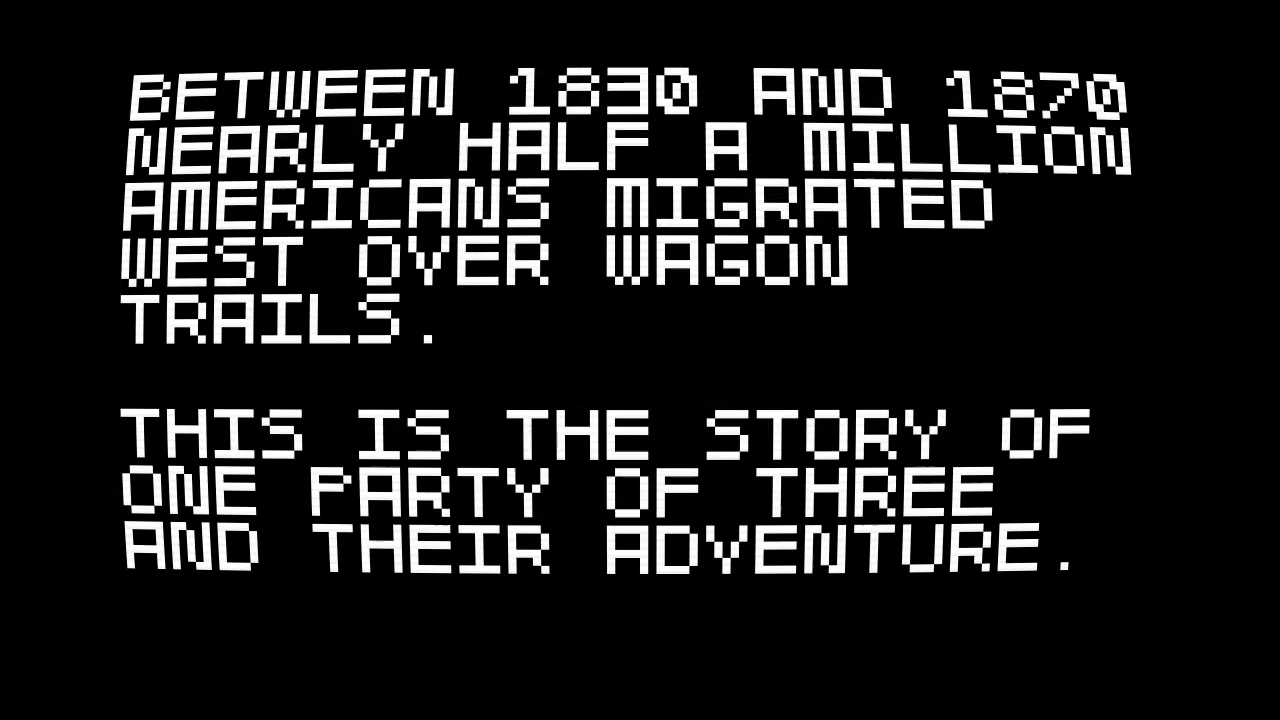 BETWEEN 1830 AND 1870
NEARLY HALF A MILLION
AMERICANS MIGRATED
WEST OVER WAGON
TRAILS.
THIS IS THE STORY OF
ONE PARTY OF THREE
AND THEIR ADVENTURE.